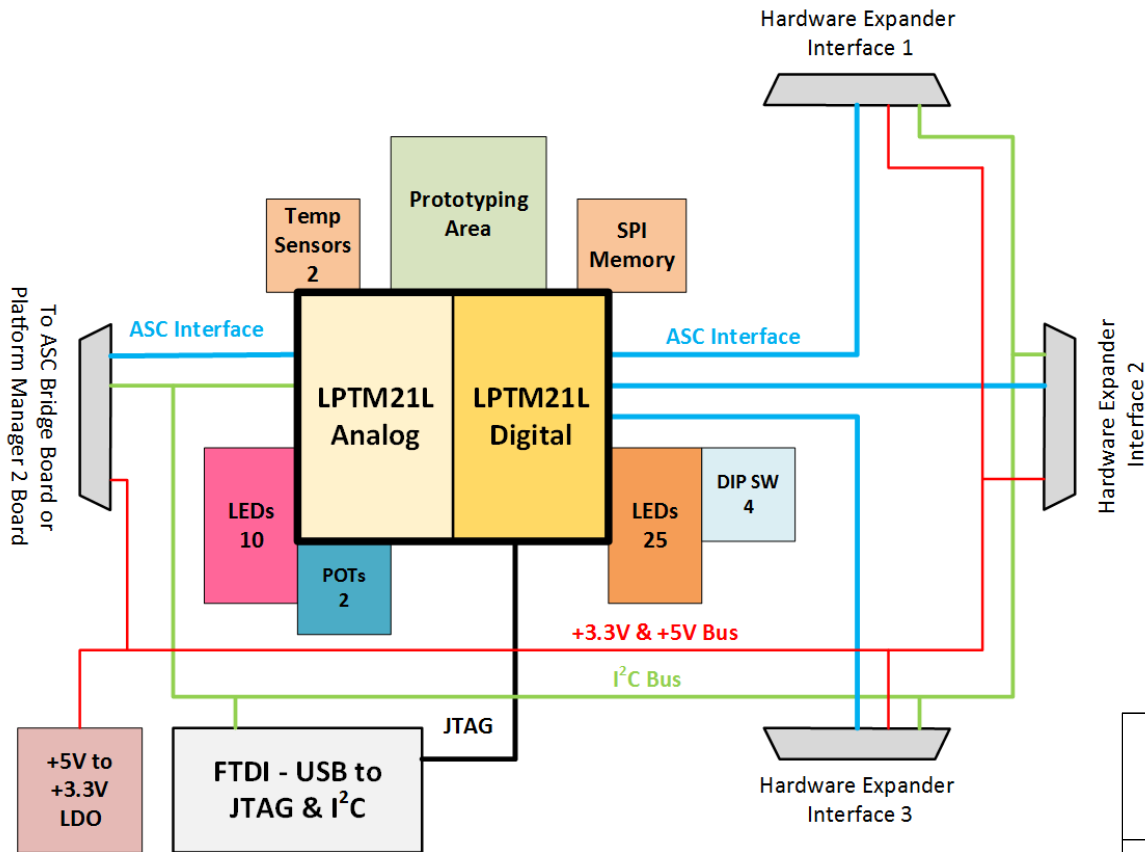 Hardware Expander
Interface 1
Prototyping
Area
Temp
Sensors
2
SPI
Memory
To ASC Bridge Board or
Platform Manager 2 Board
ASC Interface
ASC Interface
LPTM21L
Analog
LPTM21L
Digital
Hardware Expander
Interface 2
LEDs
10
POTs
2
LEDs
25
DIP SW
4
+3.3V & +5V Bus
I²C Bus
JTAG
+5V to
+3.3V
LDO
FTDI - USB to
JTAG & I²C
Hardware Expander
Interface 3